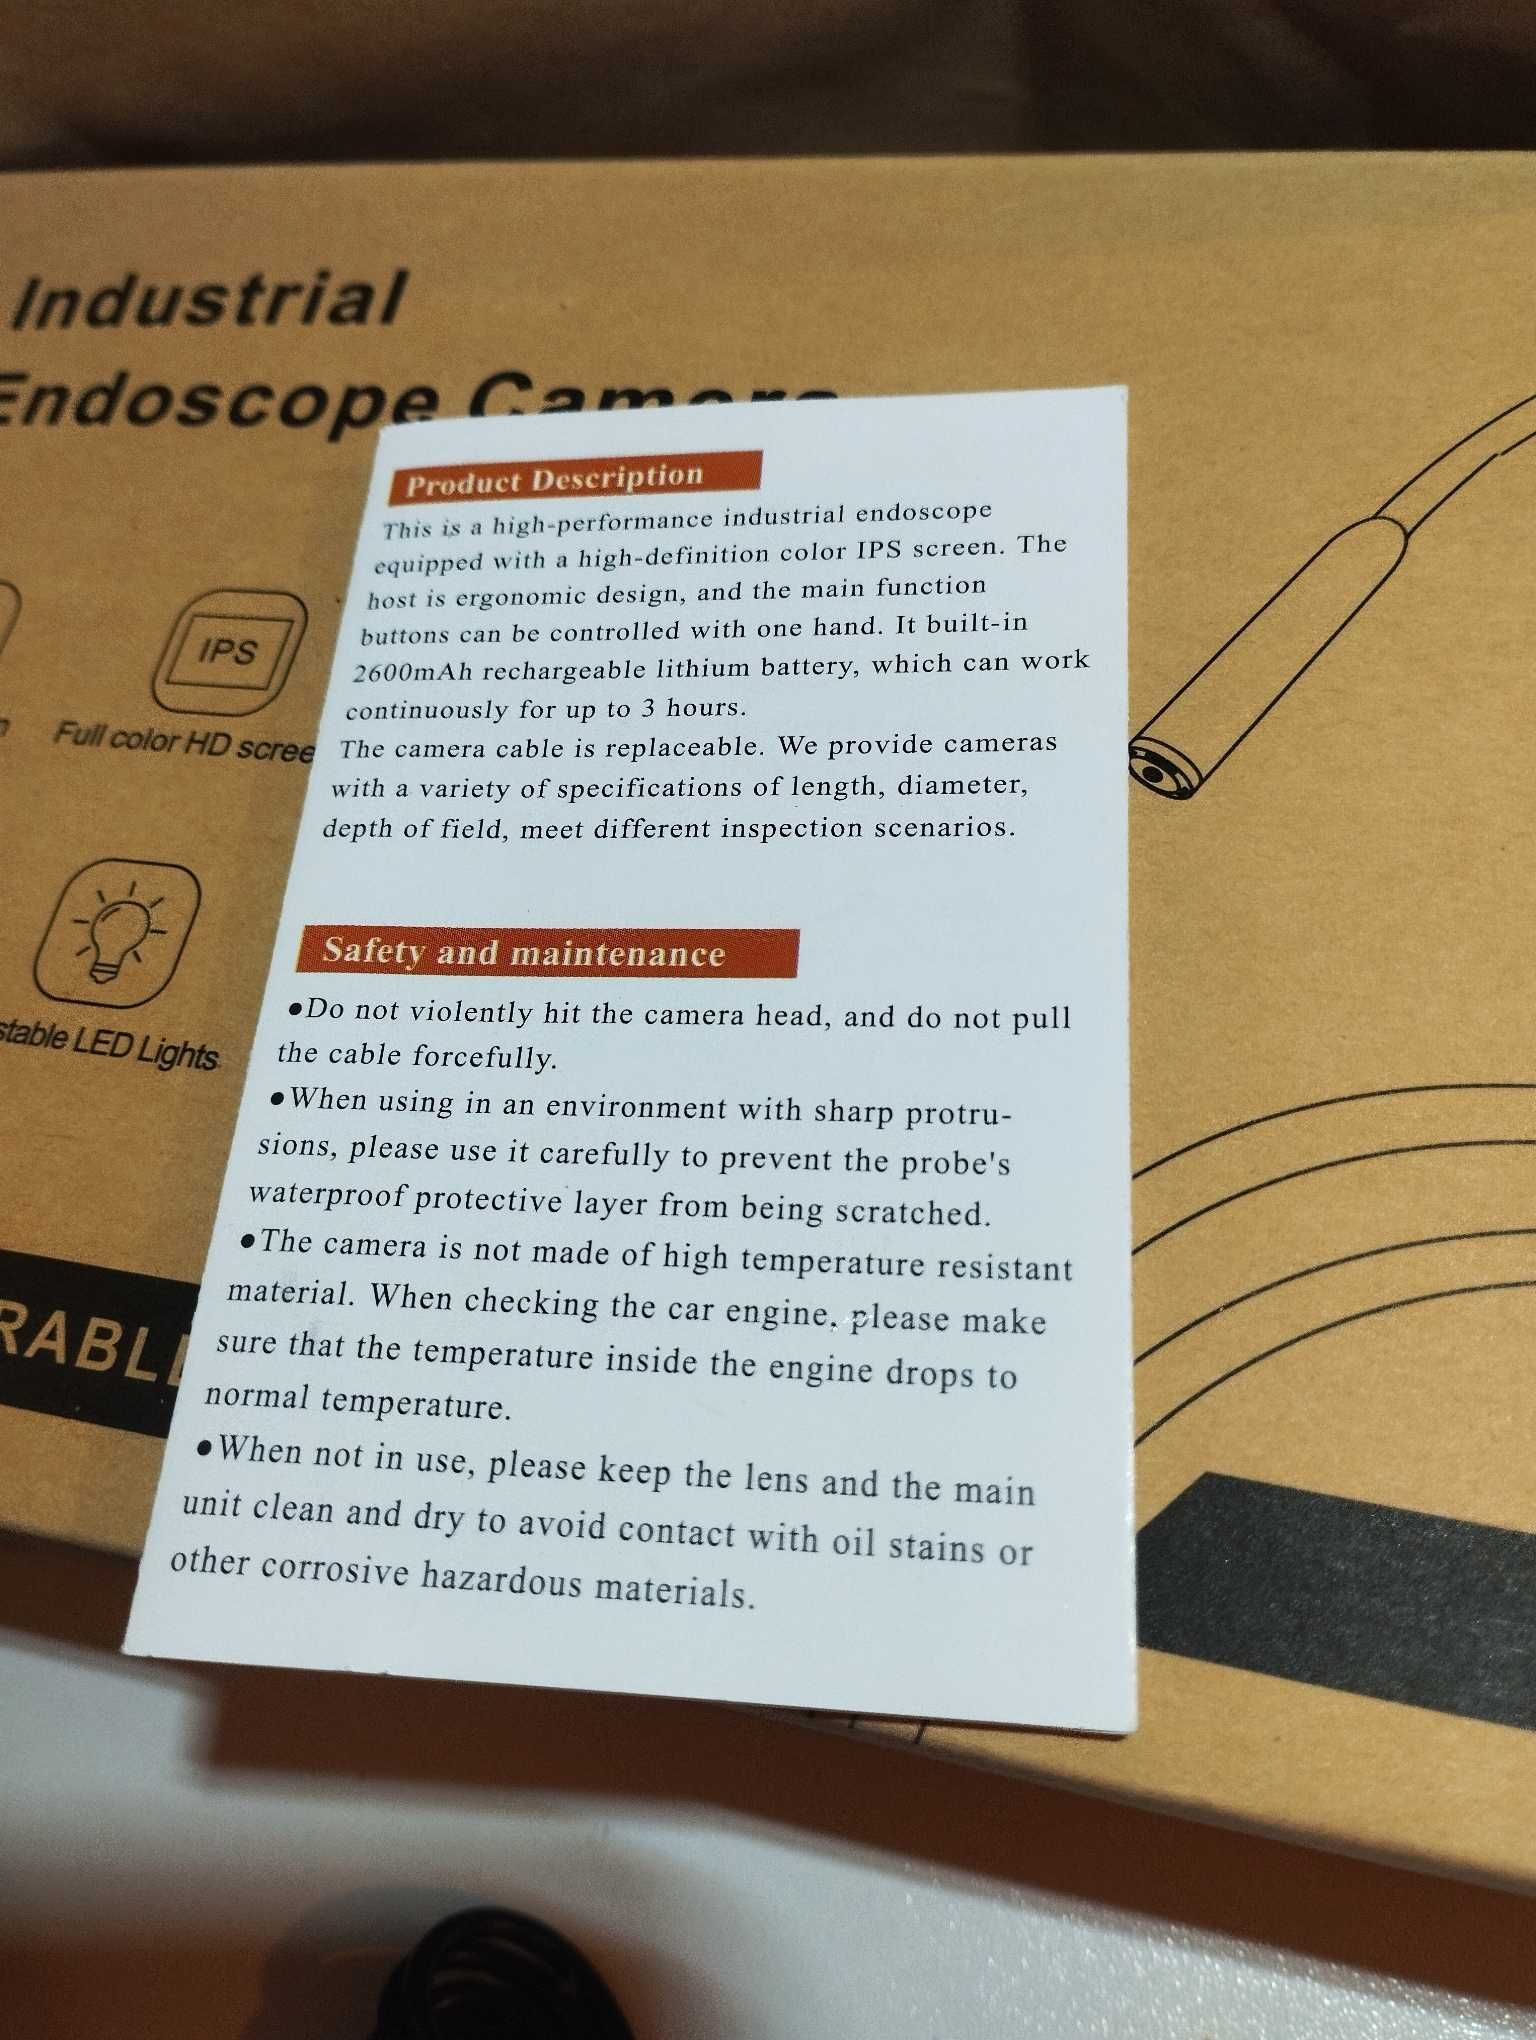 Industrial
Endoscope Camera
IPS
Full color HD scree
LED Lights
Product Description
This is a high-performance industrial endoscope
equipped with a high-definition color IPS screen. The
host is ergonomic design, and the main function
buttons can be controlled with one hand. It built-in
2600mAh rechargeable lithium battery, which can work
continuously for up to 3 hours.
The camera cable is replaceable. We provide cameras
with a variety of specifications of length, diameter,
depth of field, meet different inspection scenarios.
Safety and maintenance
●Do not violently hit the camera head, and do not pull
the cable forcefully.
●When using in an environment with sharp protru-
sions, please use it carefully to prevent the probe's
waterproof protective layer from being scratched.
●The camera is not made of high temperature resistant
material. When checking the car engine, please make
sure that the temperature inside the engine drops to
normal temperature.
●When not in use, please keep the lens and the main
unit clean and dry to avoid contact with oil stains or
other corrosive hazardous materials.